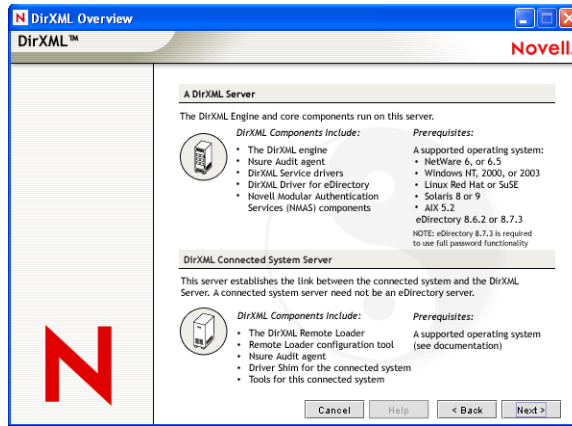 N DirXML Overview
DirXML™
Novell.
A DirXML Server
The DirXML Engine and core components run on this server.
DirXML Components Include:
• The DirXML engine
• Nsure Audit agent
• DirXML Service drivers
• DirXML Driver for eDirectory
• Novell Modular Authentication
Services (NMAS) components
Prerequisites:
A supported operating system:
• NetWare 6, or 6.5
• Windows NT, 2000, or 2003
• Linux Red Hat or SuSE
• Solaris 8 or 9
• AIX 5.2
eDirectory 8.6.2 or 8.7.3
NOTE: eDirectory 8.7.3 is required
to use full password functionality
DirXML Connected System Server
This server establishes the link between the connected system and the DirXML
Server. A connected system server need not be an eDirectory server.
DirXML Components Include:
• The DirXML Remote Loader
• Remote Loader configuration tool
• Nsure Audit agent
• Driver Shim for the connected system
• Tools for this connected system
Prerequisites:
A supported operating system
(see documentation)
N
Cancel
Help
< Back
Next >